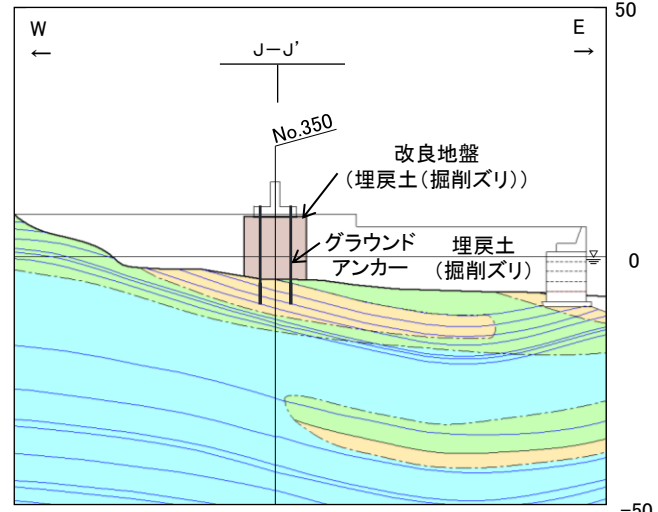 50
W
←
E
→
J－J’
No.350
改良地盤
（埋戻土（掘削ズリ））
グラウンド
アンカー
埋戻土
（掘削ズリ）
0
-50